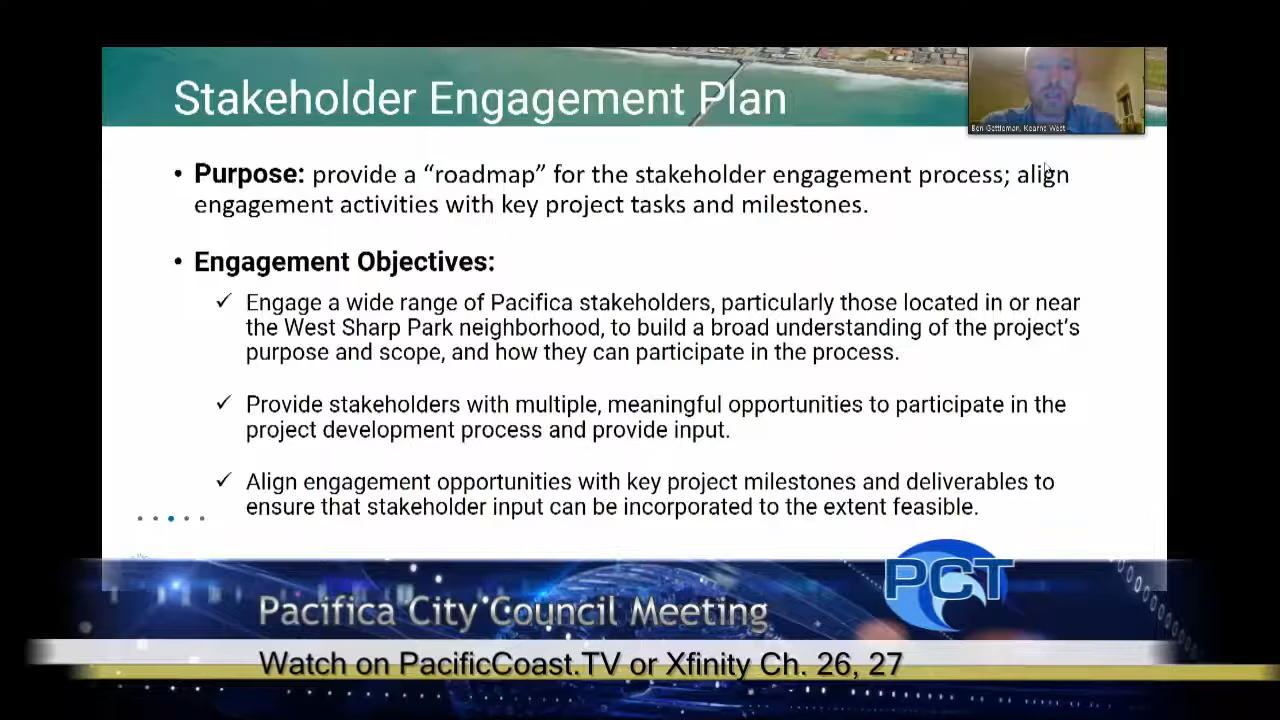 Stakeholder Engagement Plan
Ben Gettleman, Kearns West
• Purpose: provide a “roadmap” for the stakeholder engagement process; align
engagement activities with key project tasks and milestones.
• Engagement Objectives:
✓ Engage a wide range of Pacifica stakeholders, particularly those located in or near
the West Sharp Park neighborhood, to build a broad understanding of the project’s
purpose and scope, and how they can participate in the process.
✓ Provide stakeholders with multiple, meaningful opportunities to participate in the
project development process and provide input.
✓ Align engagement opportunities with key project milestones and deliverables to
ensure that stakeholder input can be incorporated to the extent feasible.
PCT
Pacifica City Council Meeting
Watch on PacificCoast.TV or Xfinity Ch. 26, 27